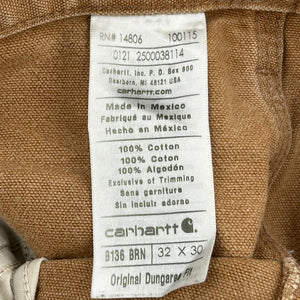 RN# 14806 100115
0121 2500038114
Carhartt, Inc. P.O. Box 600
Dearborn, MI 48121 USA
carhartt.com
Made in Mexico
Fabriqué au Mexique
Hecho en México
100% Cotton
100% Coton
100% Algodón
Exclusive of Trimming
Sans garniture
Sin incluir adorno
carhartt
B136 BRN 32 X 30
Original Dungaree Fit